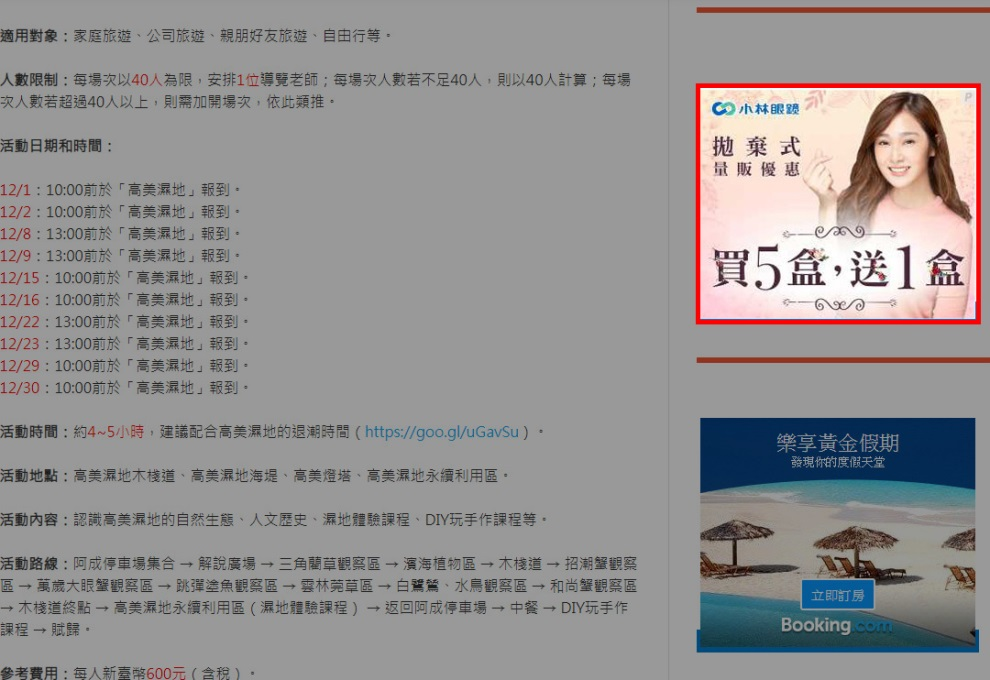 適用對象：家庭旅遊、公司旅遊、親朋好友旅遊、自由行等。
人數限制：每場次以40人為限，安排1位導覽老師；每場次人數若不足40人，則以40人計算；每場
次人數若超過40人以上，則需加開場次，依此類推。
活動日期和時間：
12/1：10:00前於「高美濕地」報到。
12/2：10:00前於「高美濕地」報到。
12/8：13:00前於「高美濕地」報到。
12/9：13:00前於「高美濕地」報到。
12/15：10:00前於「高美濕地」報到。
12/16：10:00前於「高美濕地」報到。
12/22：13:00前於「高美濕地」報到。
12/23：13:00前於「高美濕地」報到。
12/29：10:00前於「高美濕地」報到。
12/30：10:00前於「高美濕地」報到。
活動時間：約4~5小時，建議配合高美濕地的退潮時間（https://goo.gl/uGavSu）。
活動地點：高美濕地木棧道、高美濕地海堤、高美燈塔、高美濕地永續利用區。
活動內容：認識高美濕地的自然生態、人文歷史、濕地體驗課程、DIY玩手作課程等。
活動路線：阿成停車場集合 → 解說廣場 → 三角藺草觀察區 → 濱海植物區 → 木棧道 → 招潮蟹觀察
區 → 萬歲大眼蟹觀察區 → 跳彈塗魚觀察區 → 雲林莞草區 → 白鷺鷥、水鳥觀察區 → 和尚蟹觀察區
→ 木棧道終點 → 高美濕地永續利用區（濕地體驗課程） → 返回阿成停車場 → 中餐 → DIY玩手作
課程 → 賦歸。
參考費用：每人新臺幣600元（含稅）。
小林眼鏡
拋棄式
量販優惠
買5盒，送1盒
樂享黃金假期
發現你的度假天堂
立即訂房
Booking.com